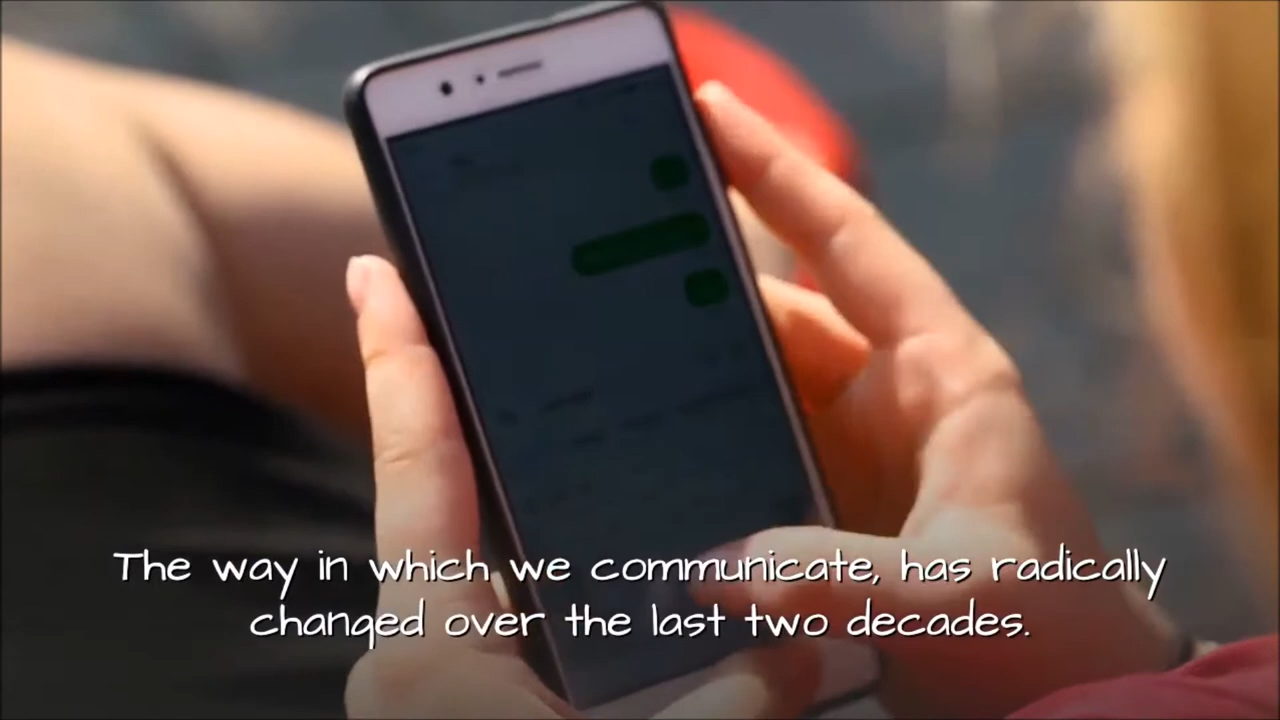 The way in which we communicate, has radically
changed over the last two decades.